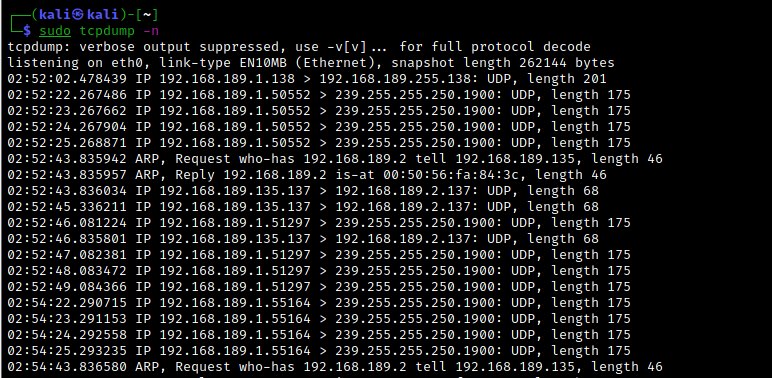 ┌──(kali㉿kali)-[~]
└─$ sudo tcpdump -n
tcpdump: verbose output suppressed, use -v[v]... for full protocol decode
listening on eth0, link-type EN10MB (Ethernet), snapshot length 262144 bytes
02:52:02.478439 IP 192.168.189.1.138 > 192.168.189.255.138: UDP, length 201
02:52:22.267486 IP 192.168.189.1.50552 > 239.255.255.250.1900: UDP, length 175
02:52:23.267662 IP 192.168.189.1.50552 > 239.255.255.250.1900: UDP, length 175
02:52:24.267904 IP 192.168.189.1.50552 > 239.255.255.250.1900: UDP, length 175
02:52:25.268871 IP 192.168.189.1.50552 > 239.255.255.250.1900: UDP, length 175
02:52:43.835942 ARP, Request who-has 192.168.189.2 tell 192.168.189.135, length 46
02:52:43.835957 ARP, Reply 192.168.189.2 is-at 00:50:56:fa:84:3c, length 46
02:52:43.836034 IP 192.168.189.135.137 > 192.168.189.2.137: UDP, length 68
02:52:45.336211 IP 192.168.189.135.137 > 192.168.189.2.137: UDP, length 68
02:52:46.081224 IP 192.168.189.1.51297 > 239.255.255.250.1900: UDP, length 175
02:52:46.835801 IP 192.168.189.135.137 > 192.168.189.2.137: UDP, length 68
02:52:47.082381 IP 192.168.189.1.51297 > 239.255.255.250.1900: UDP, length 175
02:52:48.083472 IP 192.168.189.1.51297 > 239.255.255.250.1900: UDP, length 175
02:52:49.084366 IP 192.168.189.1.51297 > 239.255.255.250.1900: UDP, length 175
02:54:22.290715 IP 192.168.189.1.55164 > 239.255.255.250.1900: UDP, length 175
02:54:23.291153 IP 192.168.189.1.55164 > 239.255.255.250.1900: UDP, length 175
02:54:24.292558 IP 192.168.189.1.55164 > 239.255.255.250.1900: UDP, length 175
02:54:25.293235 IP 192.168.189.1.55164 > 239.255.255.250.1900: UDP, length 175
02:54:43.836580 ARP, Request who-has 192.168.189.2 tell 192.168.189.135, length 46